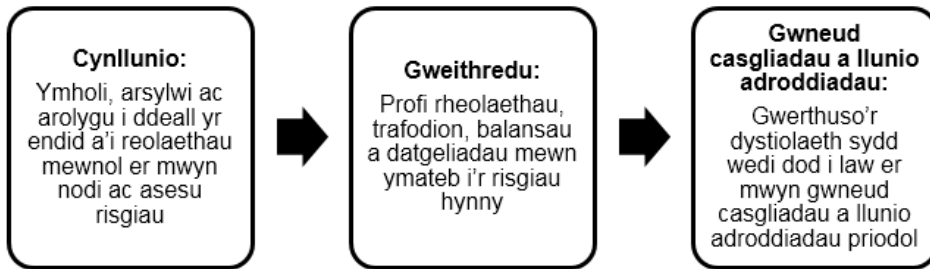 Cynllunio:
Ymholi, arsylwi ac
arolygu i ddeall yr
endid a'i reolaethau
mewnol er mwyn
nodi ac asesu
risgiau
Gweithredu:
Profi rheolaethau,
trafodion, balansau
a datgeliadau mewn
ymateb i'r risgiau
hynny
Gwneud
casgliadau a llunio
adroddiadau:
Gwerthuso'r
dystiolaeth sydd
wedi dod i law er
mwyn gwneud
casgliadau a llunio
adroddiadau priodol